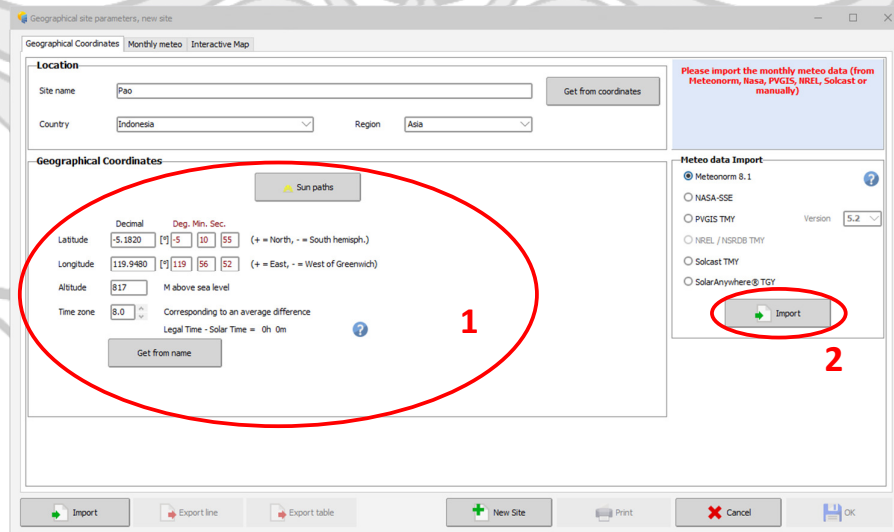 Geographical site parameters, new site
Geographical Coordinates Monthly meteo Interactive Map
Location
Site name Pao Get from coordinates
Country Indonesia Region Asia
Please import the monthly meteo data (from
Meteonorm, Nasa, PVGIS, NREL, Solcast or
manually)
Geographical Coordinates
Sun paths
Decimal Deg. Min. Sec.
Latitude -5.1820 [°] -5 10 55 (+ = North, - = South hemisph.)
Longitude 119.9480 [°] 119 56 52 (+ = East, - = West of Greenwich)
Altitude 817 M above sea level
Time zone 8.0 Corresponding to an average difference
Legal Time - Solar Time = 0h 0m ?
Get from name
1
Meteo data Import
Meteonorm 8.1 ?
NASA-SSE
PVGIS TMY Version 5.2
NREL / NSRDB TMY
Solcast TMY
SolarAnywhere® TGY
Import
2
Import Export line Export table New Site Print Cancel OK